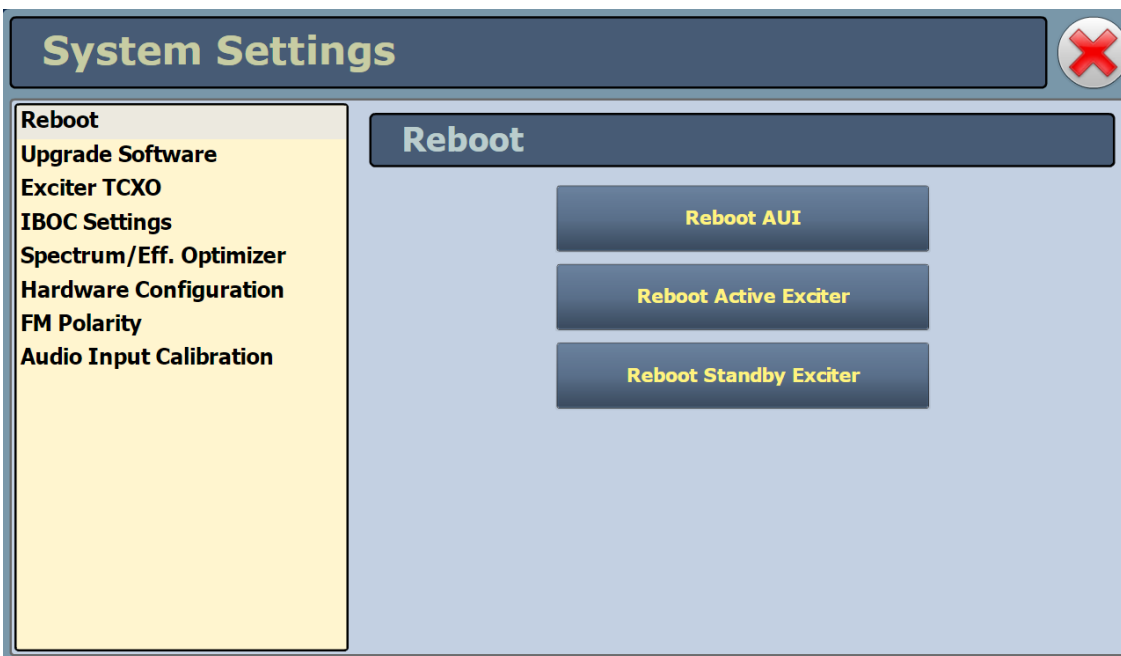 System Settings
Reboot
Upgrade Software
Exciter TCXO
IBOC Settings
Spectrum/Eff. Optimizer
Hardware Configuration
FM Polarity
Audio Input Calibration
Reboot
Reboot AUI
Reboot Active Exciter
Reboot Standby Exciter